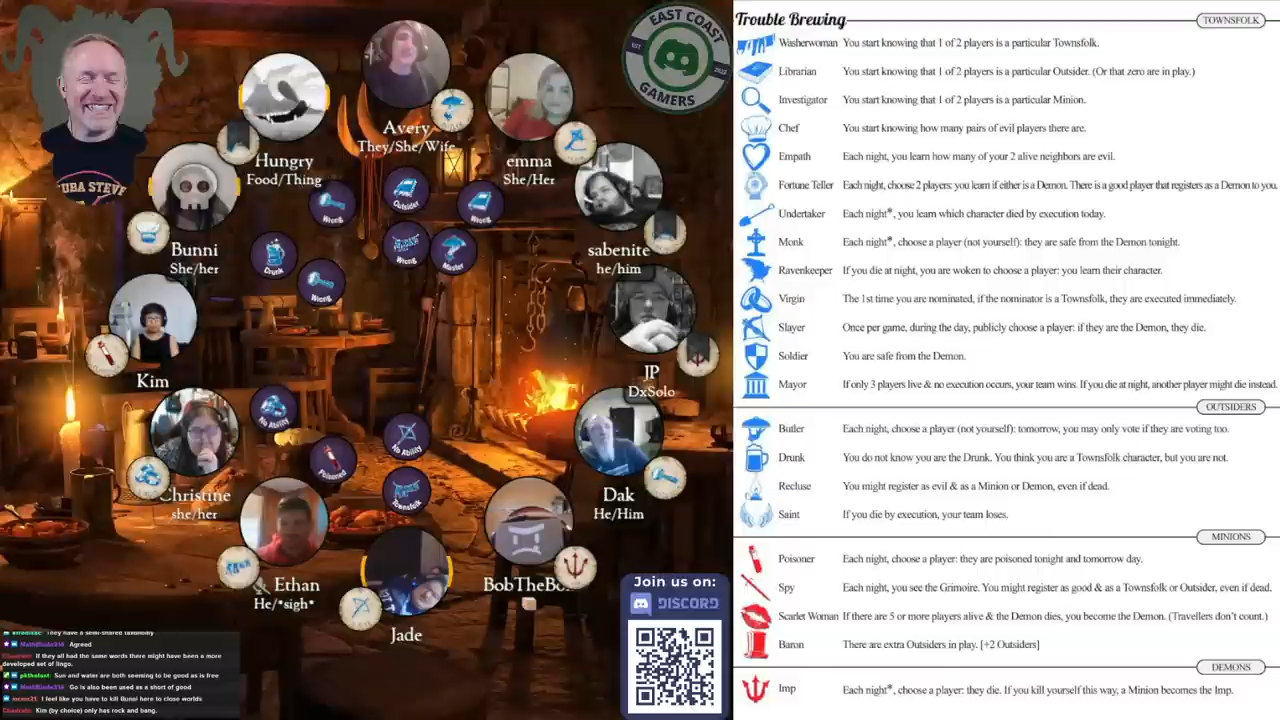 EAST COAST
EST
2022
GAMERS
CUBA STEVE
Avery
They/She/Wife
Hungry
Food/Thing
emma
She/Her
Bunni
She/her
sabenite
he/him
Outsider
Wrong
Wrong
Drunk
Wrong
Master
Wrong
Kim
JP
DxSolo
No Ability
Christine
she/her
Poisoned
No Ability
Townsfolk
Dak
He/Him
Ethan
He/*sigh*
Jade
BobTheBo
Join us on:
DISCORD
They have a semi-shared taxonomy
Agreed
If they all had the same words there might have been a more
developed set of lingo.
Sun and water are both seeming to be good as is free
Go is also been used as a short of good
I feel like you have to kill Bunni here to close worlds
Kim (by choice) only has rock and bang.
Trouble Brewing
TOWNSFOLK
Washerwoman You start knowing that 1 of 2 players is a particular Townsfolk.
Librarian You start knowing that 1 of 2 players is a particular Outsider. (Or that zero are in play.)
Investigator You start knowing that 1 of 2 players is a particular Minion.
Chef You start knowing how many pairs of evil players there are.
Empath Each night, you learn how many of your 2 alive neighbors are evil.
Fortune Teller Each night, choose 2 players: you learn if either is a Demon. There is a good player that registers as a Demon to you.
Undertaker Each night*, you learn which character died by execution today.
Monk Each night*, choose a player (not yourself): they are safe from the Demon tonight.
Ravenkeeper If you die at night, you are woken to choose a player: you learn their character.
Virgin The 1st time you are nominated, if the nominator is a Townsfolk, they are executed immediately.
Slayer Once per game, during the day, publicly choose a player: if they are the Demon, they die.
Soldier You are safe from the Demon.
Mayor If only 3 players live & no execution occurs, your team wins. If you die at night, another player might die instead.
OUTSIDERS
Butler Each night, choose a player (not yourself): tomorrow, you may only vote if they are voting too.
Drunk You do not know you are the Drunk. You think you are a Townsfolk character, but you are not.
Recluse You might register as evil & as a Minion or Demon, even if dead.
Saint If you die by execution, your team loses.
MINIONS
Poisoner Each night, choose a player: they are poisoned tonight and tomorrow day.
Spy Each night, you see the Grimoire. You might register as good & as a Townsfolk or Outsider, even if dead.
Scarlet Woman If there are 5 or more players alive & the Demon dies, you become the Demon. (Travellers don't count.)
Baron There are extra Outsiders in play. [+2 Outsiders]
DEMONS
Imp Each night*, choose a player: they die. If you kill yourself this way, a Minion becomes the Imp.